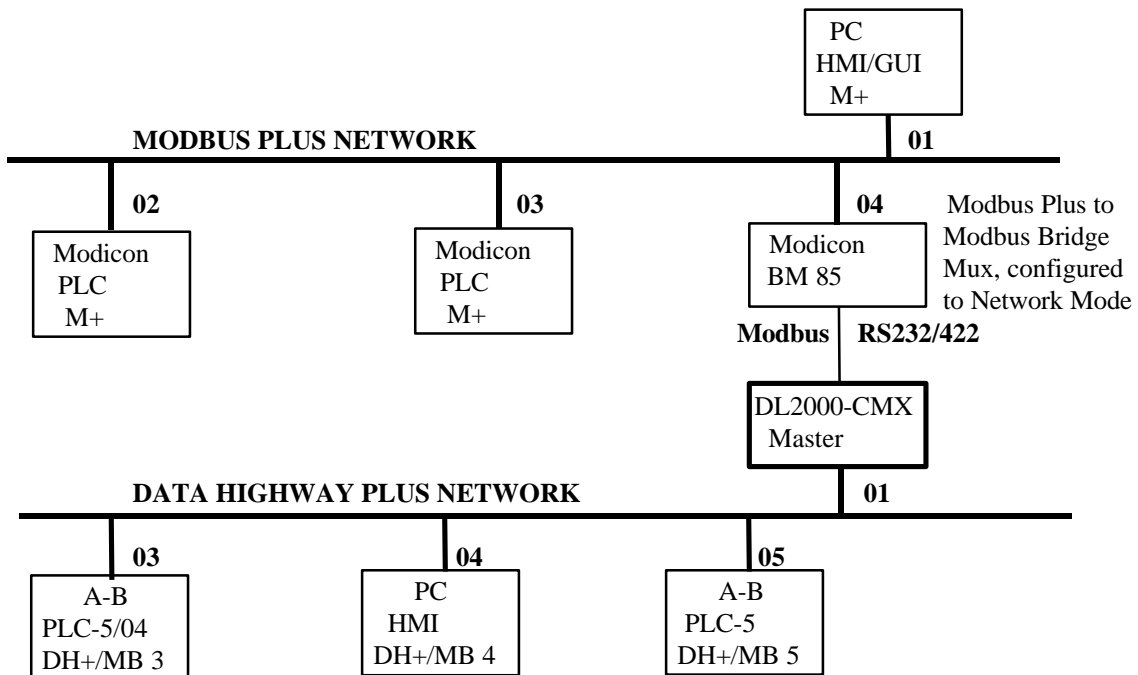 PC
HMI/GUI
M+
MODBUS PLUS NETWORK
01
02
03
04
Modicon
PLC
M+
Modicon
PLC
M+
Modicon
BM 85
Modbus Plus to
Modbus Bridge
Mux, configured
to Network Mode
Modbus RS232/422
DL2000-CMX
Master
DATA HIGHWAY PLUS NETWORK
01
03
04
05
A-B
PLC-5/04
DH+/MB 3
PC
HMI
DH+/MB 4
A-B
PLC-5
DH+/MB 5